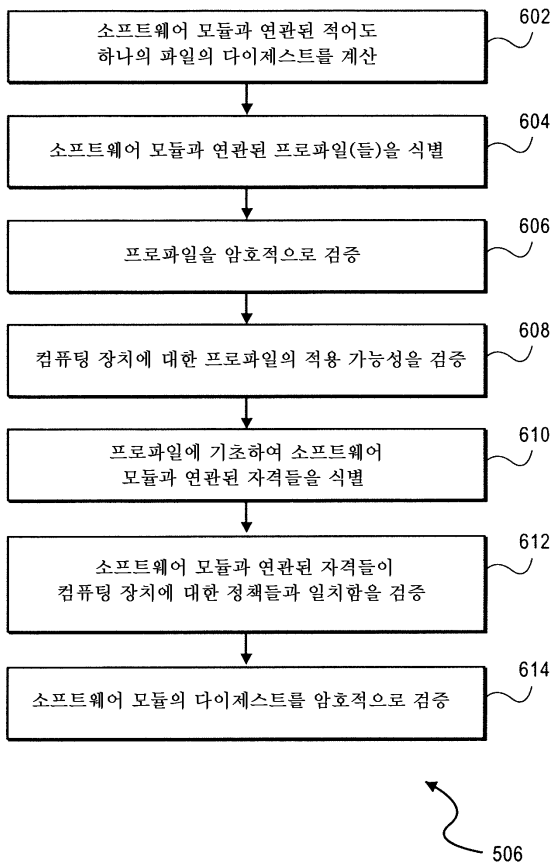 602
소프트웨어 모듈과 연관된 적어도
하나의 파일의 다이제스트를 계산
604
소프트웨어 모듈과 연관된 프로파일(들)을 식별
606
프로파일을 암호적으로 검증
608
컴퓨팅 장치에 대한 프로파일의 적용 가능성을 검증
610
프로파일에 기초하여 소프트웨어
모듈과 연관된 자격들을 식별
612
소프트웨어 모듈과 연관된 자격들이
컴퓨팅 장치에 대한 정책들과 일치함을 검증
614
소프트웨어 모듈의 다이제스트를 암호적으로 검증
506